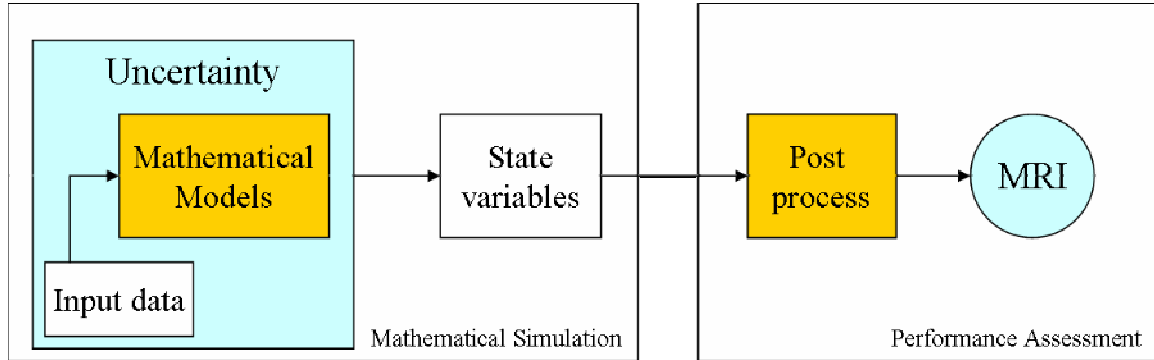 Uncertainty
Mathematical
Models
Input data
State
variables
Mathematical Simulation
Post
process
MRI
Performance Assessment